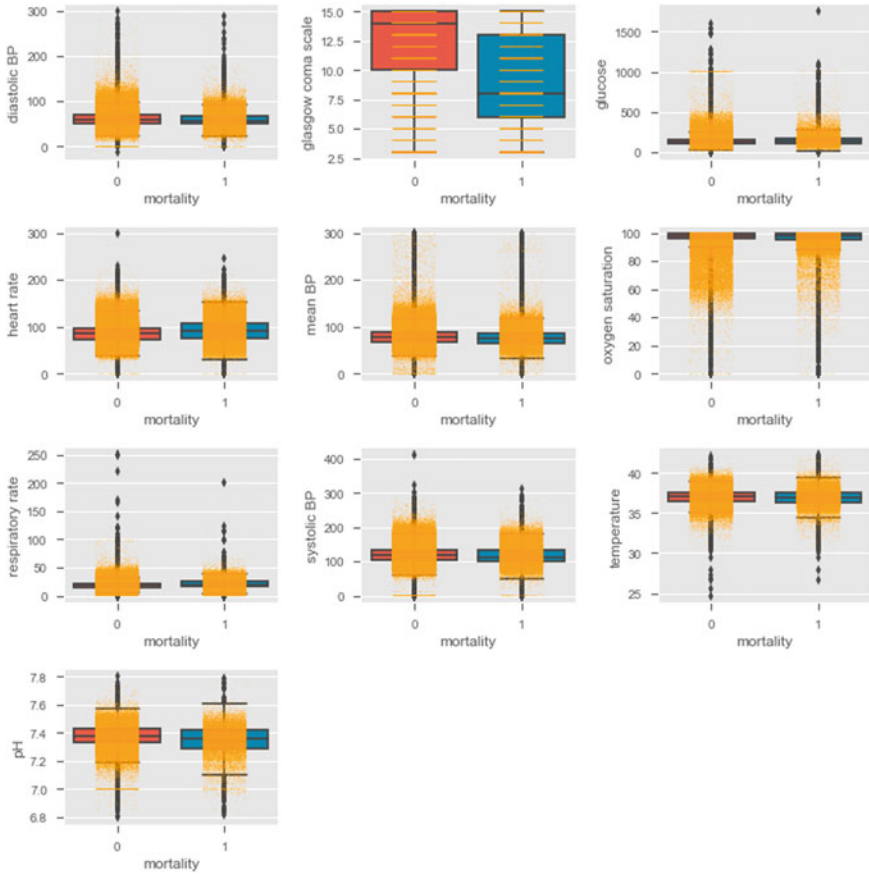 diastolic BP
300
200
100
0
0 1
mortality
glasgow coma scale
15.0
12.5
10.0
7.5
5.0
2.5
0 1
mortality
glucose
1500
1000
500
0
0 1
mortality
heart rate
300
200
100
0
0 1
mortality
mean BP
300
200
100
0
0 1
mortality
oxygen saturation
100
80
60
40
20
0
0 1
mortality
respiratory rate
250
200
150
100
50
0
0 1
mortality
systolic BP
400
300
200
100
0
0 1
mortality
temperature
40
35
30
25
0 1
mortality
pH
7.8
7.6
7.4
7.2
7.0
6.8
0 1
mortality